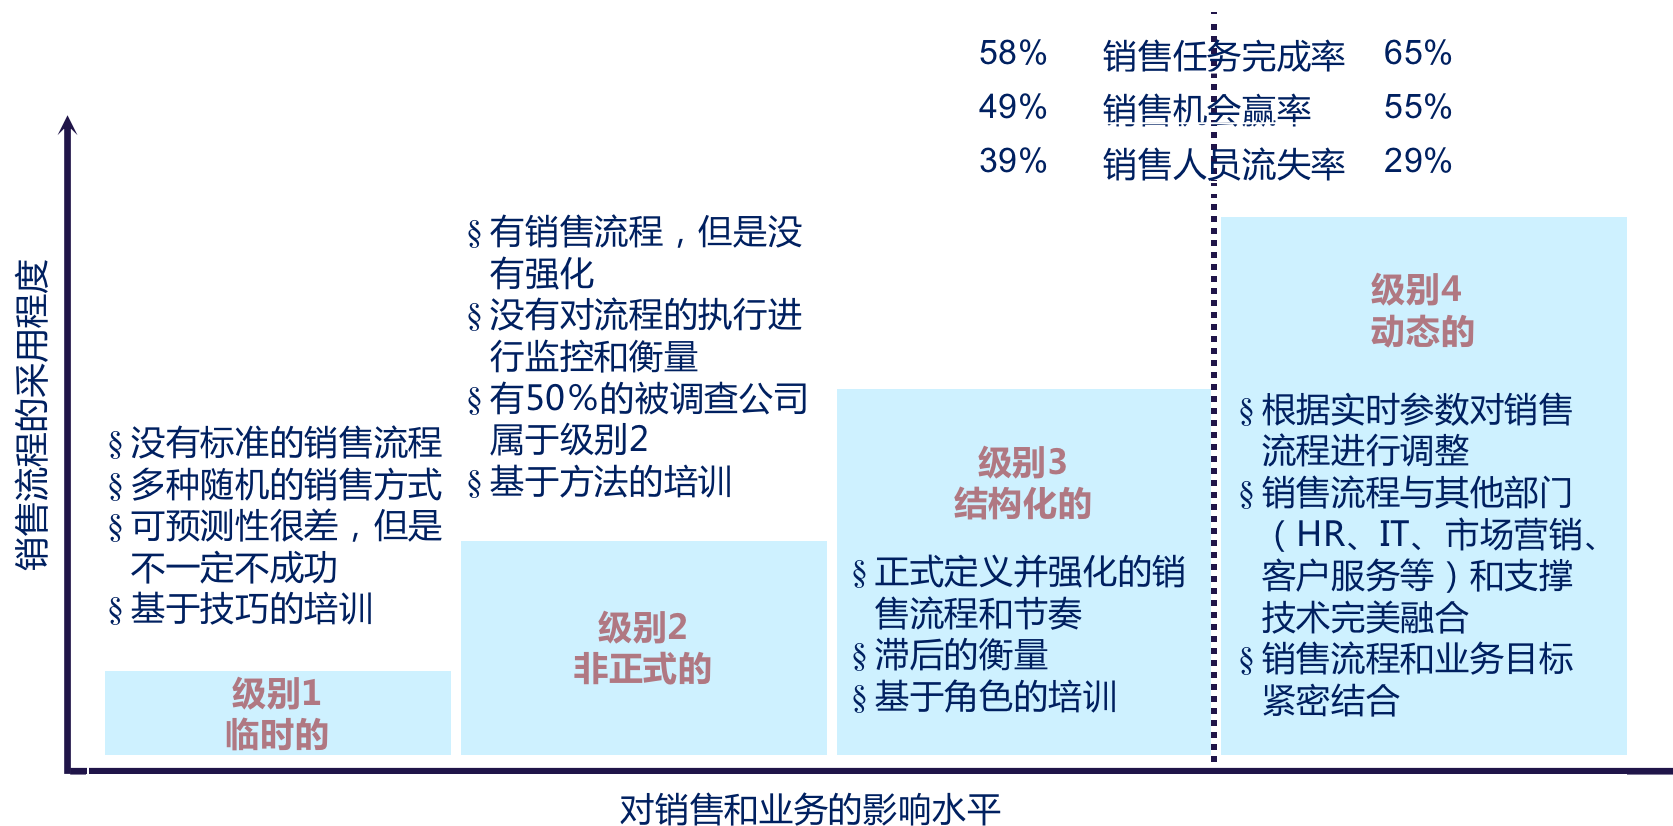 58% 销售任务完成率 65%
49% 销售机会赢率 55%
39% 销售人员流失率 29%
销售流程的采用程度
§ 没有标准的销售流程
§ 多种随机的销售方式
§ 可预测性很差，但是
不一定不成功
§ 基于技巧的培训
级别1
临时的
§ 有销售流程，但是没
有强化
§ 没有对流程的执行进
行监控和衡量
§ 有50%的被调查公司
属于级别2
§ 基于方法的培训
级别2
非正式的
级别3
结构化的
§ 正式定义并强化的销
售流程和节奏
§ 滞后的衡量
§ 基于角色的培训
级别4
动态的
§ 根据实时参数对销售
流程进行调整
§ 销售流程与其他部门
（HR、IT、市场营销、
客户服务等）和支撑
技术完美融合
§ 销售流程和业务目标
紧密结合
对销售和业务的影响水平